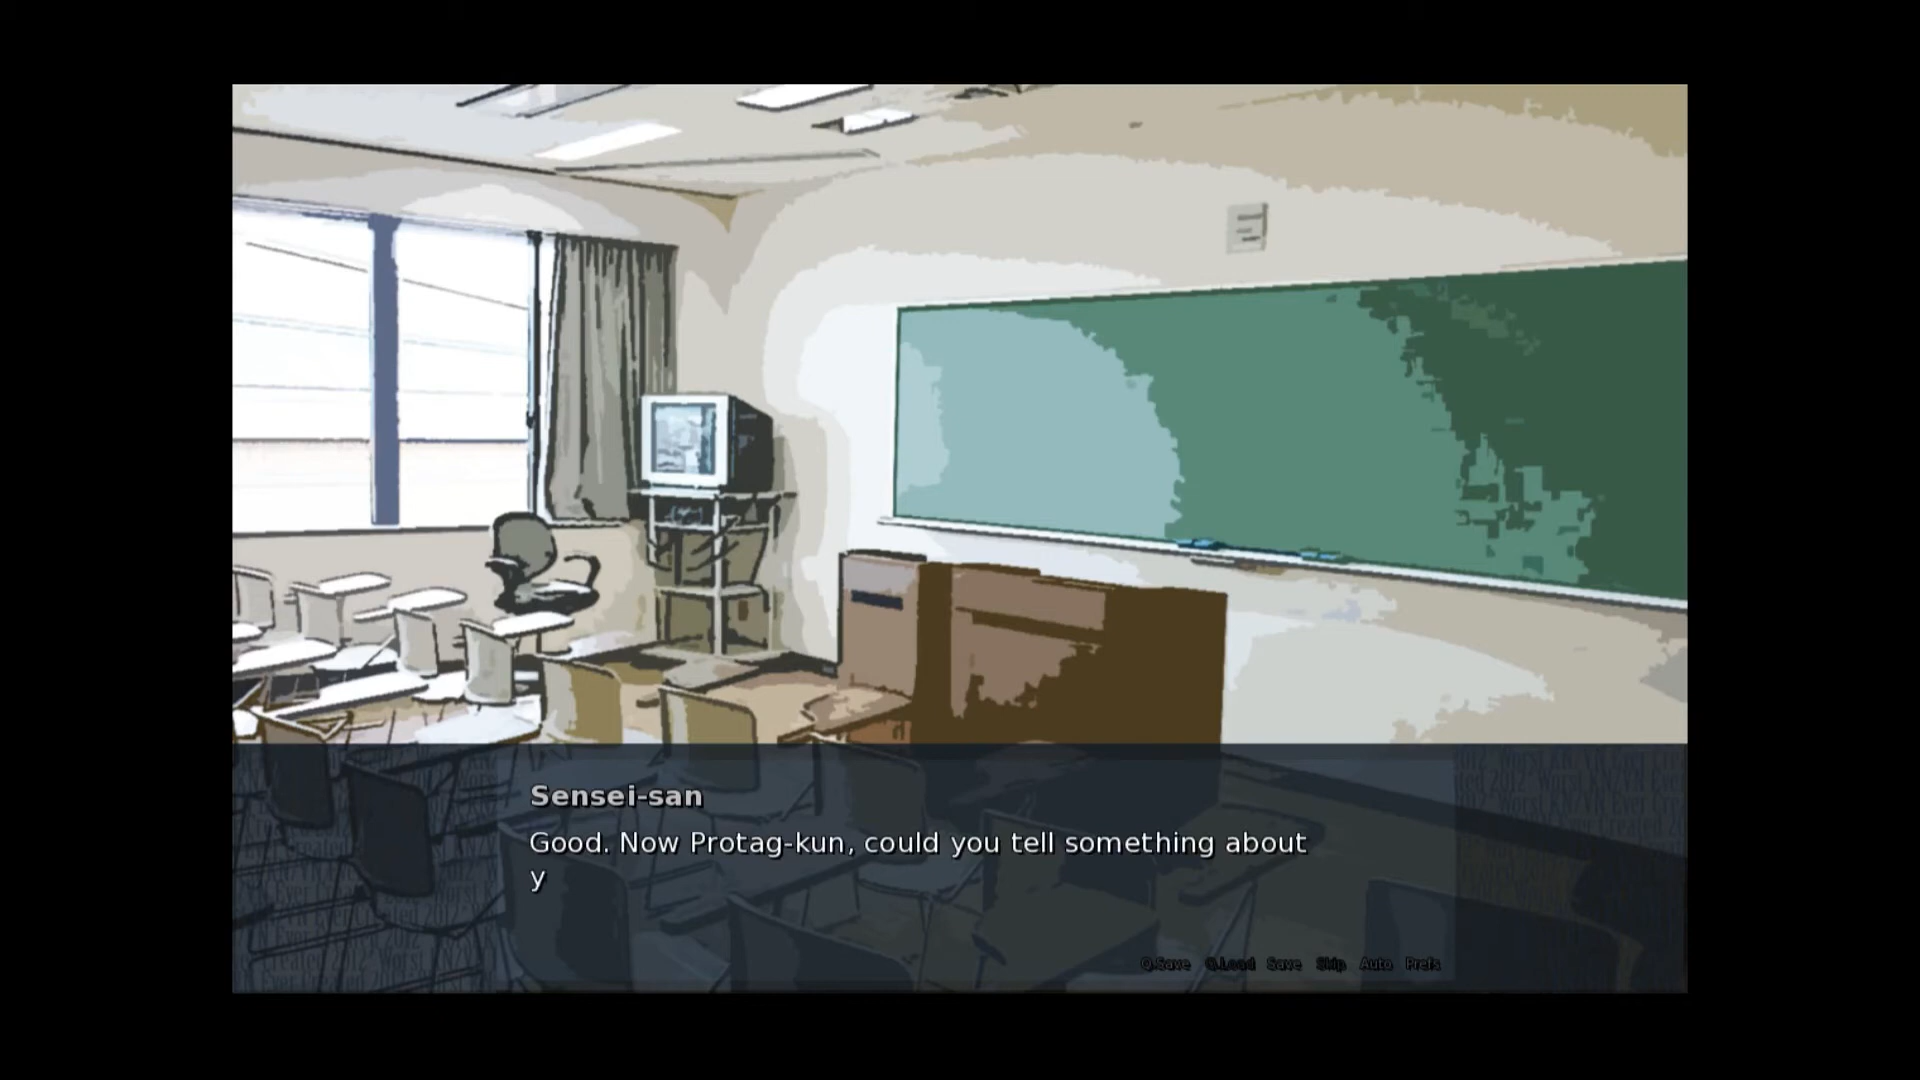 Sensei-san
Good. Now Protag-kun, could you tell something about
y
Q.Save Q.Load Save Skip Auto Prefs